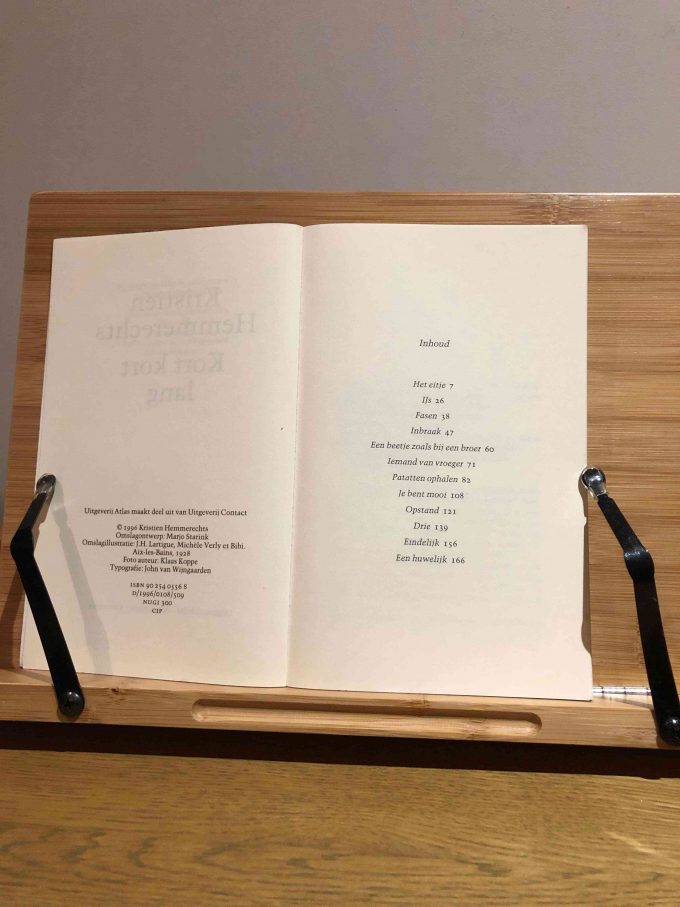 Kristien
Hemmerechts
Kort kort
lang
Uitgeverij Atlas maakt deel uit van Uitgeverij Contact
© 1996 Kristien Hemmerechts
Omslagontwerp: Marjo Starink
Omslagillustratie: J.H. Lartigue, Michèle Verly et Bibi.
Aix-les-Bains, 1928
Foto auteur: Klaus Koppe
Typografie: John van Wijngaarden
ISBN 90 254 0556 8
D/1996/0108/509
NUGI 300
CIP
Inhoud
Het eitje 7
IJs 26
Fasen 38
Inbraak 47
Een beetje zoals bij een broer 60
Iemand van vroeger 71
Patatten ophalen 82
Je bent mooi 108
Opstand 121
Drie 139
Eindelijk 156
Een huwelijk 166